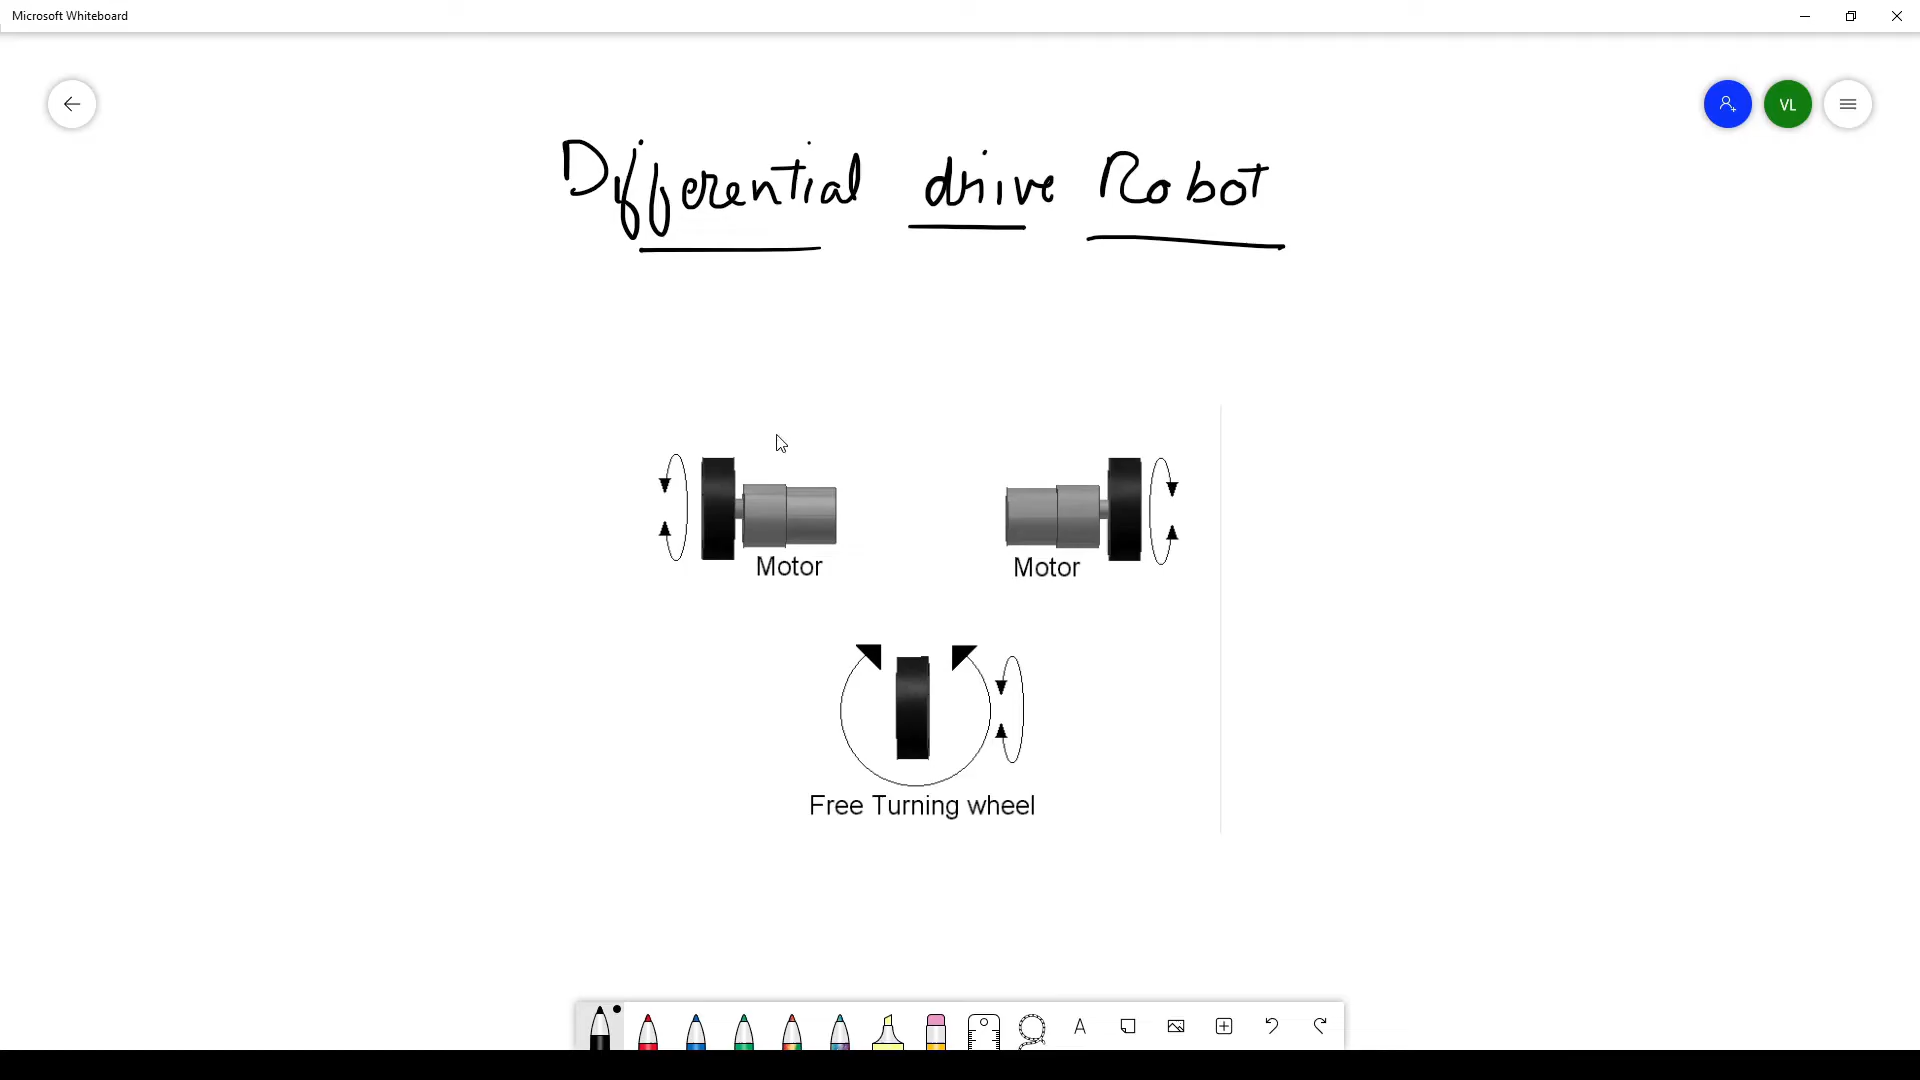 Microsoft Whiteboard
VL
Differential drive Robot
Motor Motor
Free Turning wheel
A